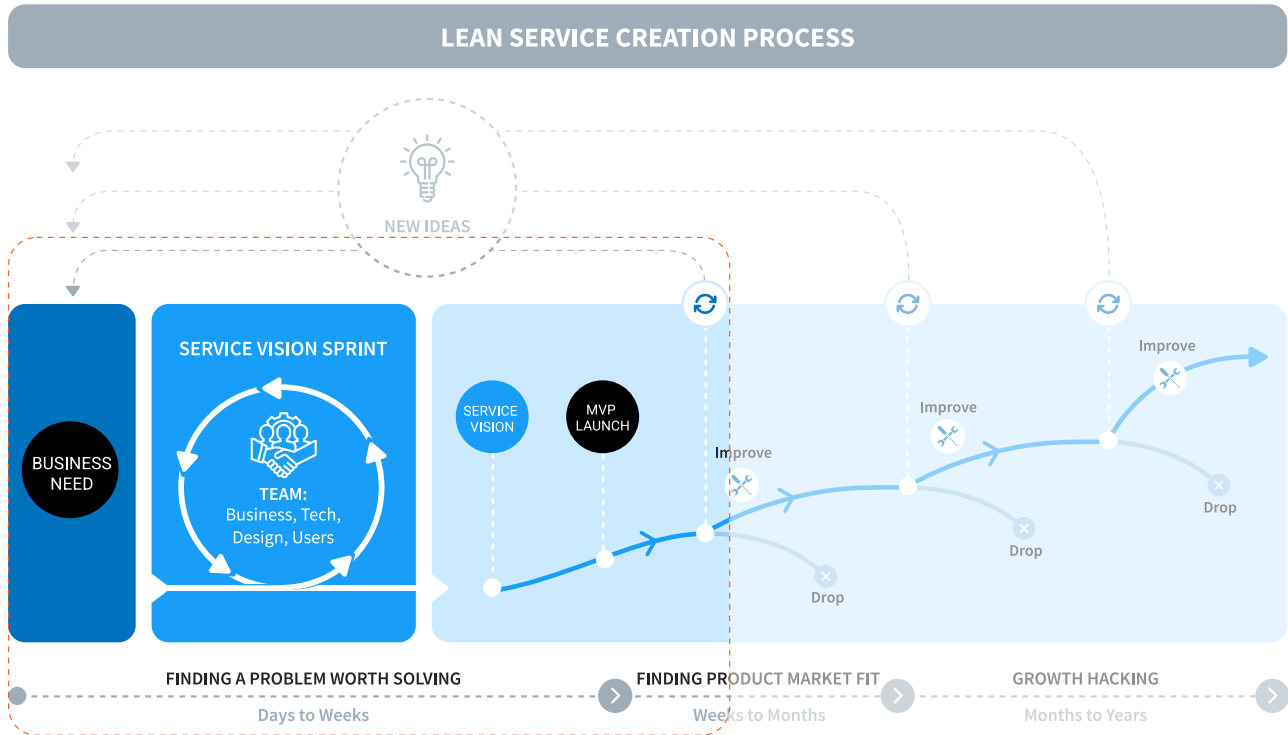 LEAN SERVICE CREATION PROCESS
NEW IDEAS
BUSINESS
NEED
SERVICE VISION SPRINT
TEAM:
Business, Tech,
Design, Users
SERVICE
VISION
MVP
LAUNCH
Improve
Drop
Improve
Drop
Improve
Drop
FINDING A PROBLEM WORTH SOLVING
Days to Weeks
FINDING PRODUCT MARKET FIT
Weeks to Months
GROWTH HACKING
Months to Years